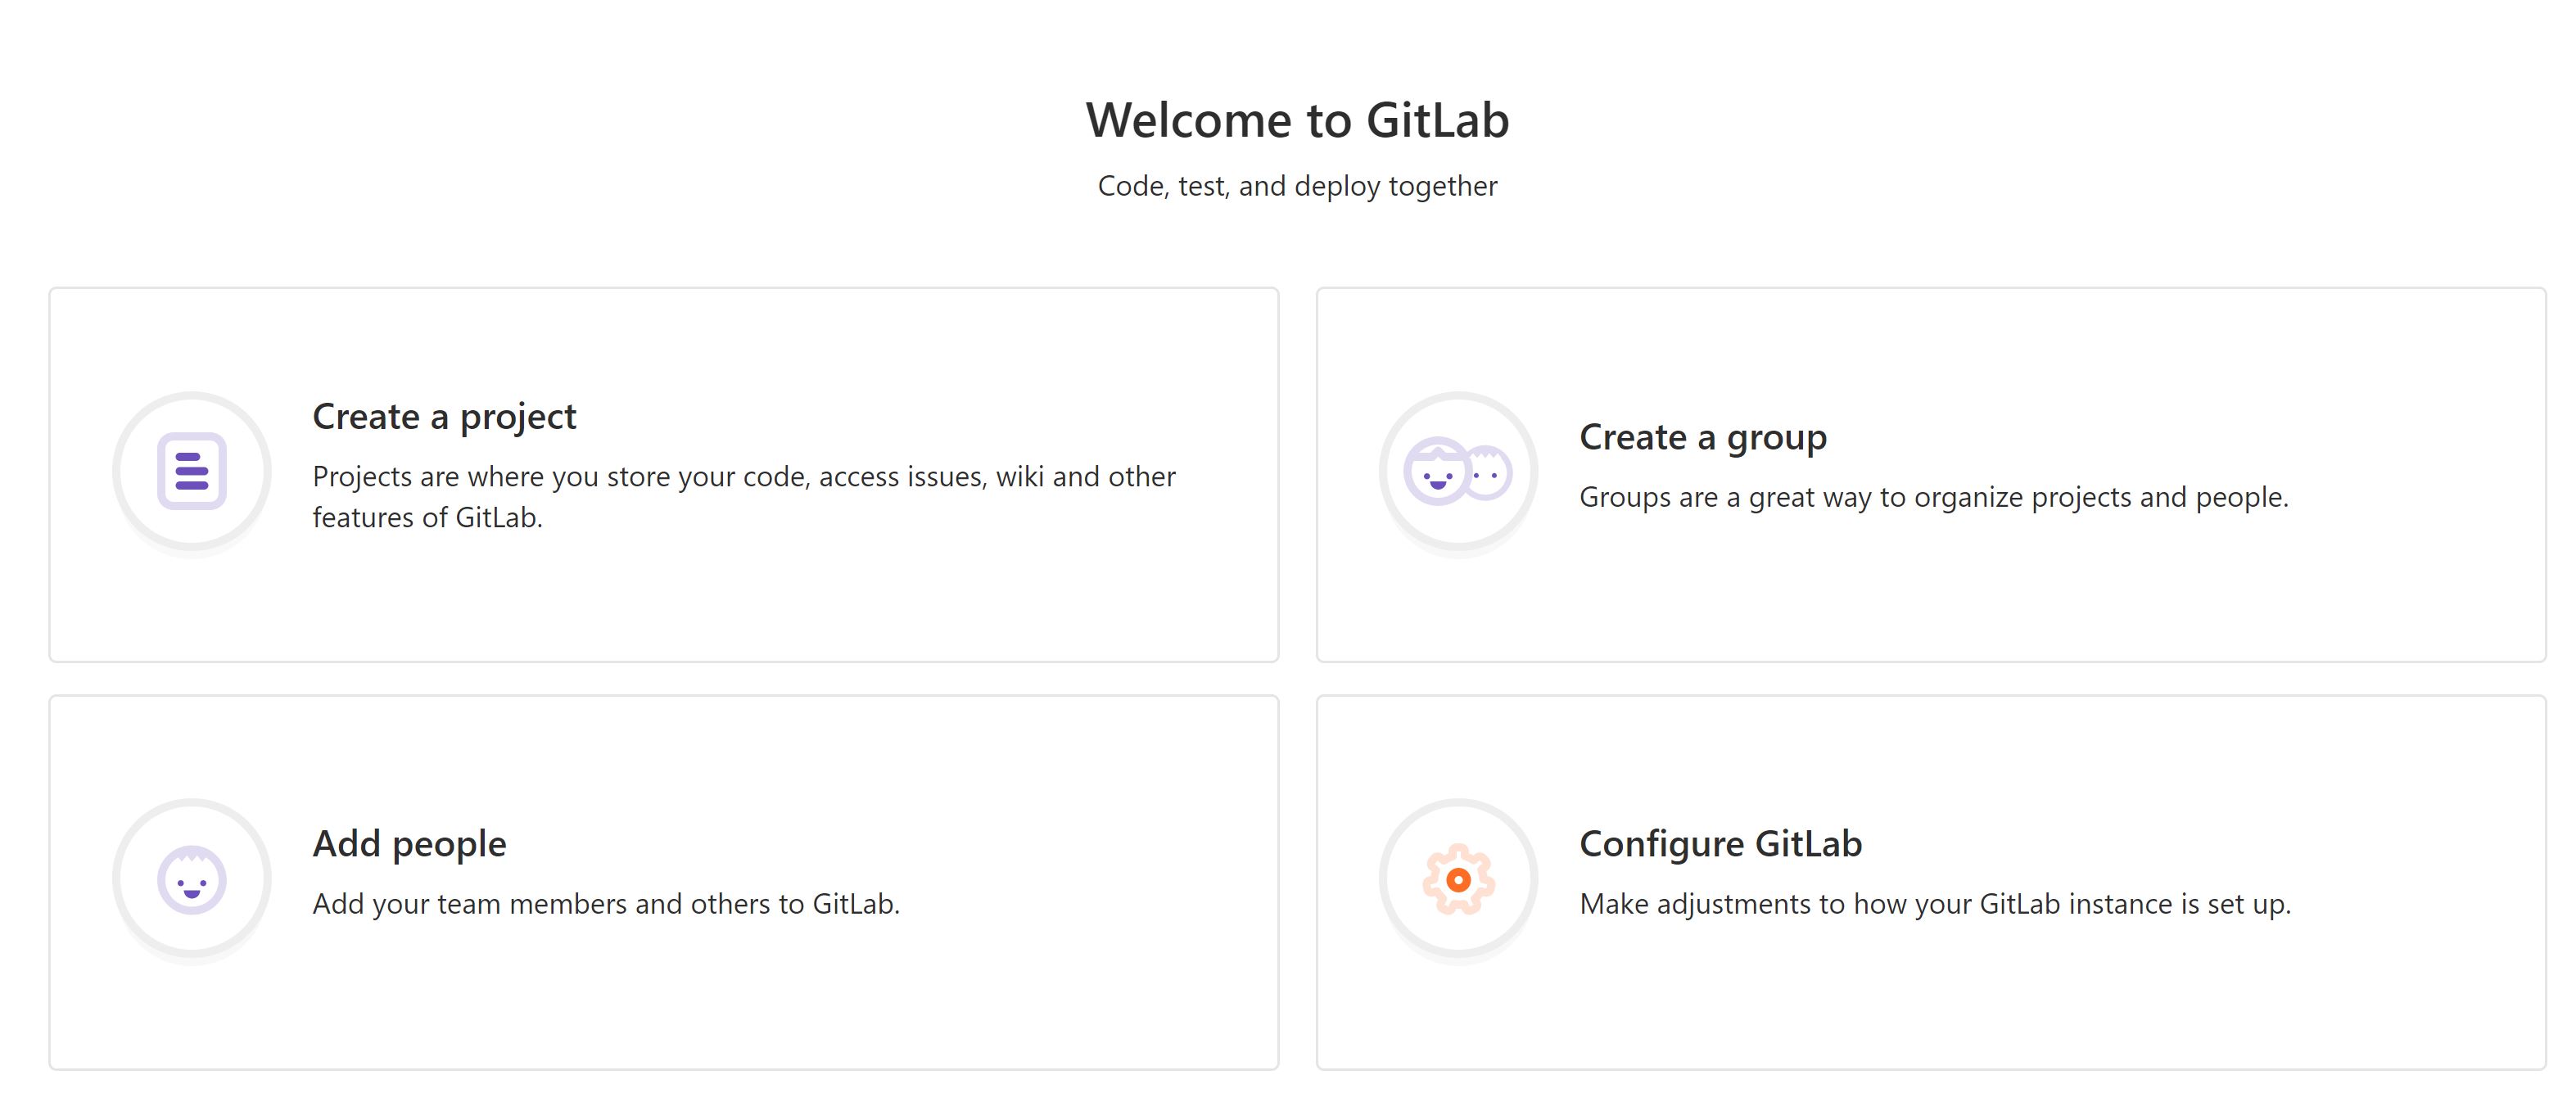 Welcome to GitLab
Code, test, and deploy together
Create a project
Projects are where you store your code, access issues, wiki and other
features of GitLab.
Create a group
Groups are a great way to organize projects and people.
Add people
Add your team members and others to GitLab.
Configure GitLab
Make adjustments to how your GitLab instance is set up.